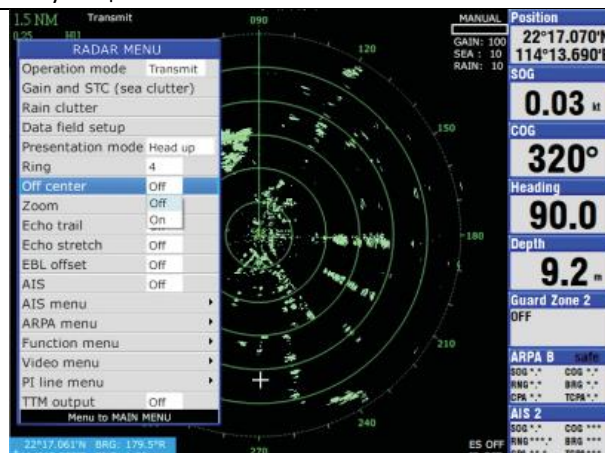 1.5 NM Transmit
0.25 HU
090
120
150
180
210
240
270
MANUAL
GAIN: 100
SEA : 10
RAIN: 10
RADAR MENU
Operation mode Transmit
Gain and STC (sea clutter)
Rain clutter
Data field setup
Presentation mode Head up
Ring 4
Off center Off
Zoom Off
On
Echo trail
Echo stretch Off
EBL offset Off
AIS Off
AIS menu
ARPA menu
Function menu
Video menu
PI line menu
TTM output Off
Menu to MAIN MENU
22°17.061'N BRG: 179.5°R
ES OFF
Position
22°17.070'N
114°13.690'E
SOG
0.03 kt
COG
320°
Heading
90.0
Depth
9.2 m
Guard Zone 2
OFF
ARPA B safe
SOG *.* COG *.*
RNG *.* BRG *.*
CPA *.* TCPA *.*
AIS 2
SOG *.* COG ***
RNG ***.* BRG ***